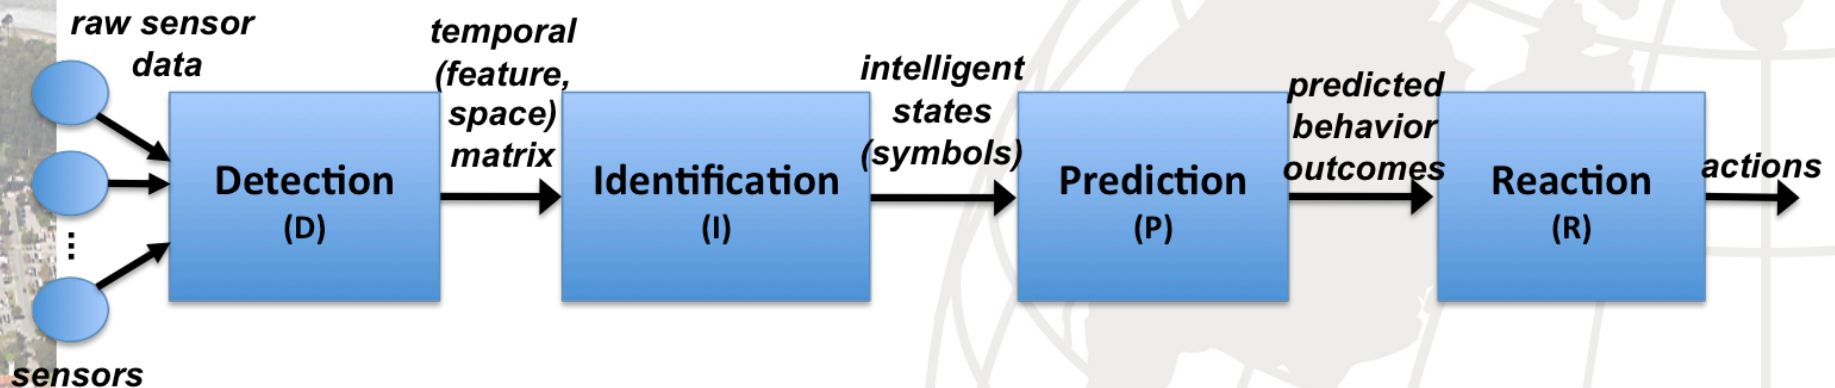 raw sensor
data
sensors
⋮
Detection
(D)
temporal
(feature,
space)
matrix
Identification
(I)
intelligent
states
(symbols)
Prediction
(P)
predicted
behavior
outcomes
Reaction
(R)
actions